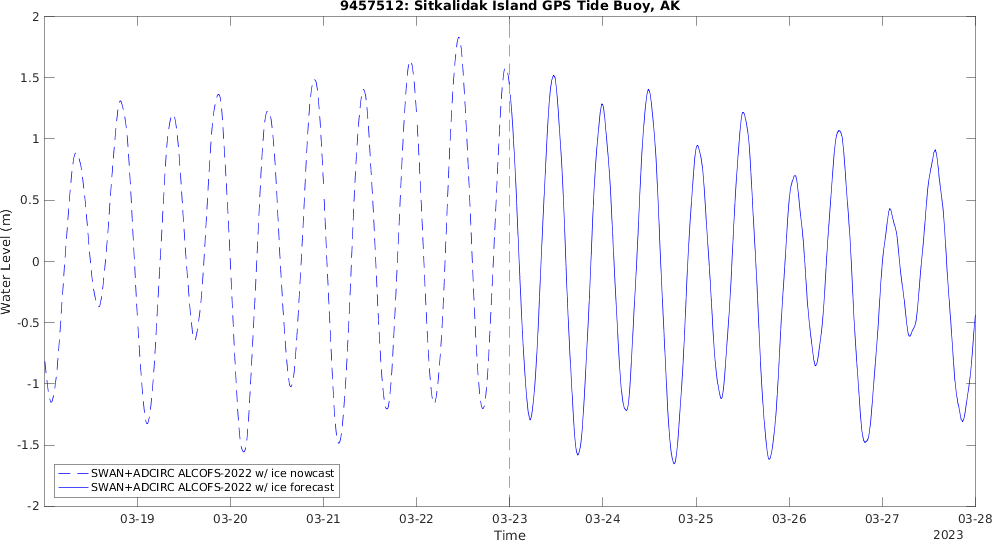 9457512: Sitkalidak Island GPS Tide Buoy, AK
2
1.5
1
0.5
0
-0.5
-1
-1.5
-2
Water Level (m)
SWAN+ADCIRC ALCOFS-2022 w/ ice nowcast
SWAN+ADCIRC ALCOFS-2022 w/ ice forecast
03-19 03-20 03-21 03-22 03-23 03-24 03-25 03-26 03-27 03-28
Time
2023